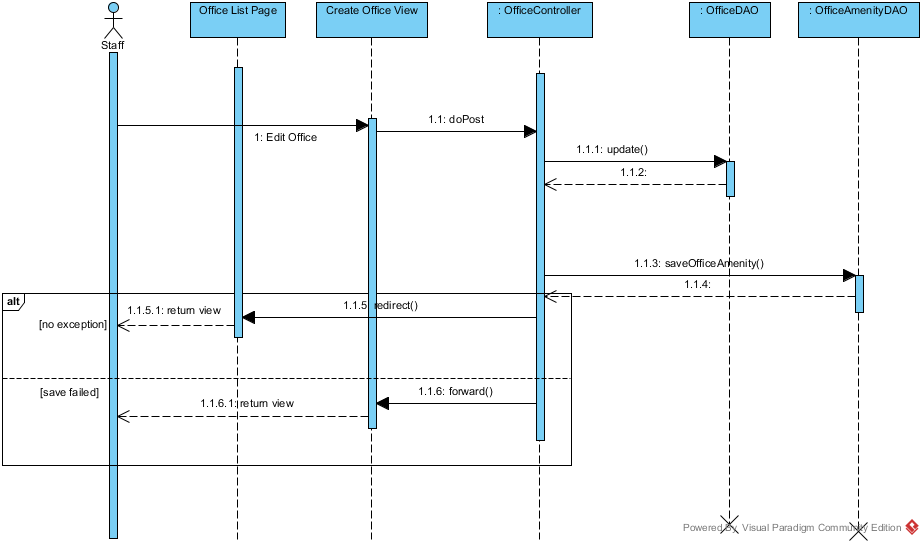 Office List Page
Create Office View
: OfficeController
: OfficeDAO
: OfficeAmenityDAO
Staff
1: Edit Office
1.1: doPost
1.1.1: update()
1.1.2:
1.1.3: saveOfficeAmenity()
1.1.4:
alt
1.1.5: redirect()
1.1.5.1: return view
[no exception]
[save failed]
1.1.6: forward()
1.1.6.1: return view
Powered By Visual Paradigm Community Edition